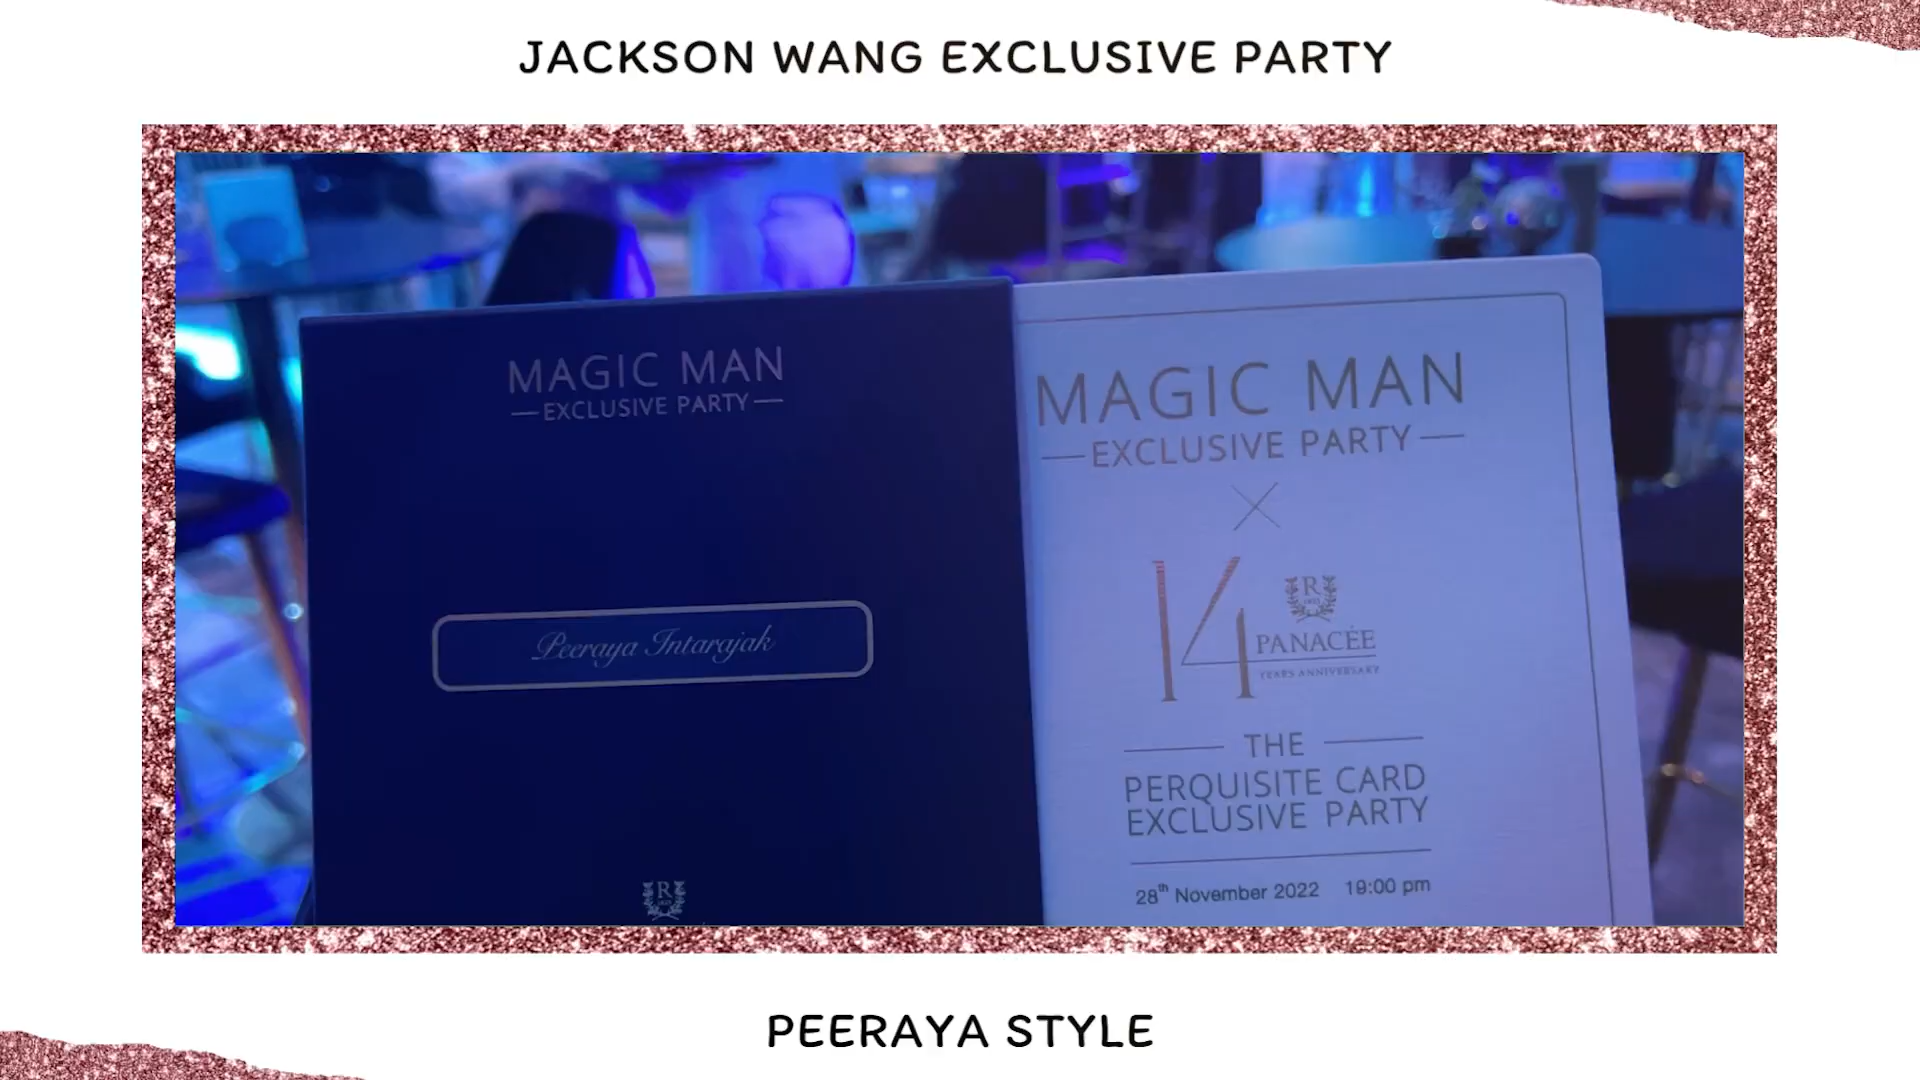 JACKSON WANG EXCLUSIVE PARTY
MAGIC MAN
EXCLUSIVE PARTY
Peeraya Intarajak
R
MAGIC MAN
EXCLUSIVE PARTY
X
14
R
PANACÉE
YEARS ANNIVERSARY
THE
PERQUISITE CARD
EXCLUSIVE PARTY
28th November 2022 19:00 pm
PEERAYA STYLE